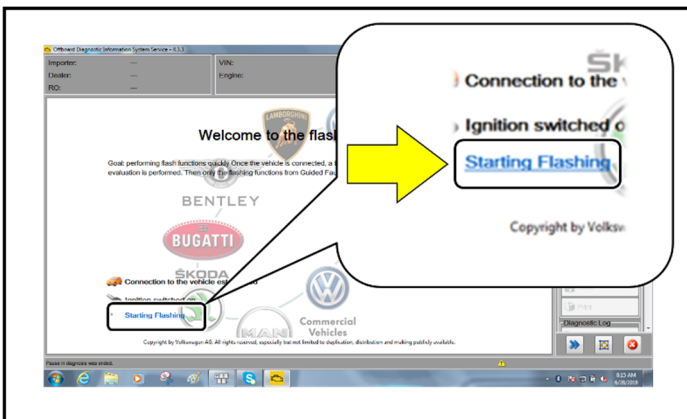 Offboard Diagnostic Information System Service - 4.3.3
Importer: ---
VIN:
Dealer: ---
Engine:
RO: ---
LAMBORGHINI
Welcome to the flas
Goal: performing flash functions quickly Once the vehicle is connected, a b
evaluation is performed. Then only the flashing functions from Guided Fau
BENTLEY
BUGATTI
ŠKODA
Connection to the vehicle es
Ignition switched on
Starting Flashing
MAN
Commercial
Vehicles
Copyright by Volkswagen AG. All rights reserved, especially but not limited to duplication, distribution and making publicly available.
Print
Diagnostic Log
Pause in diagnosis was ended.
8:15 AM
6/28/2018
ŠK
Connection to the v
Ignition switched o
Starting Flashing
Copyright by Volksw